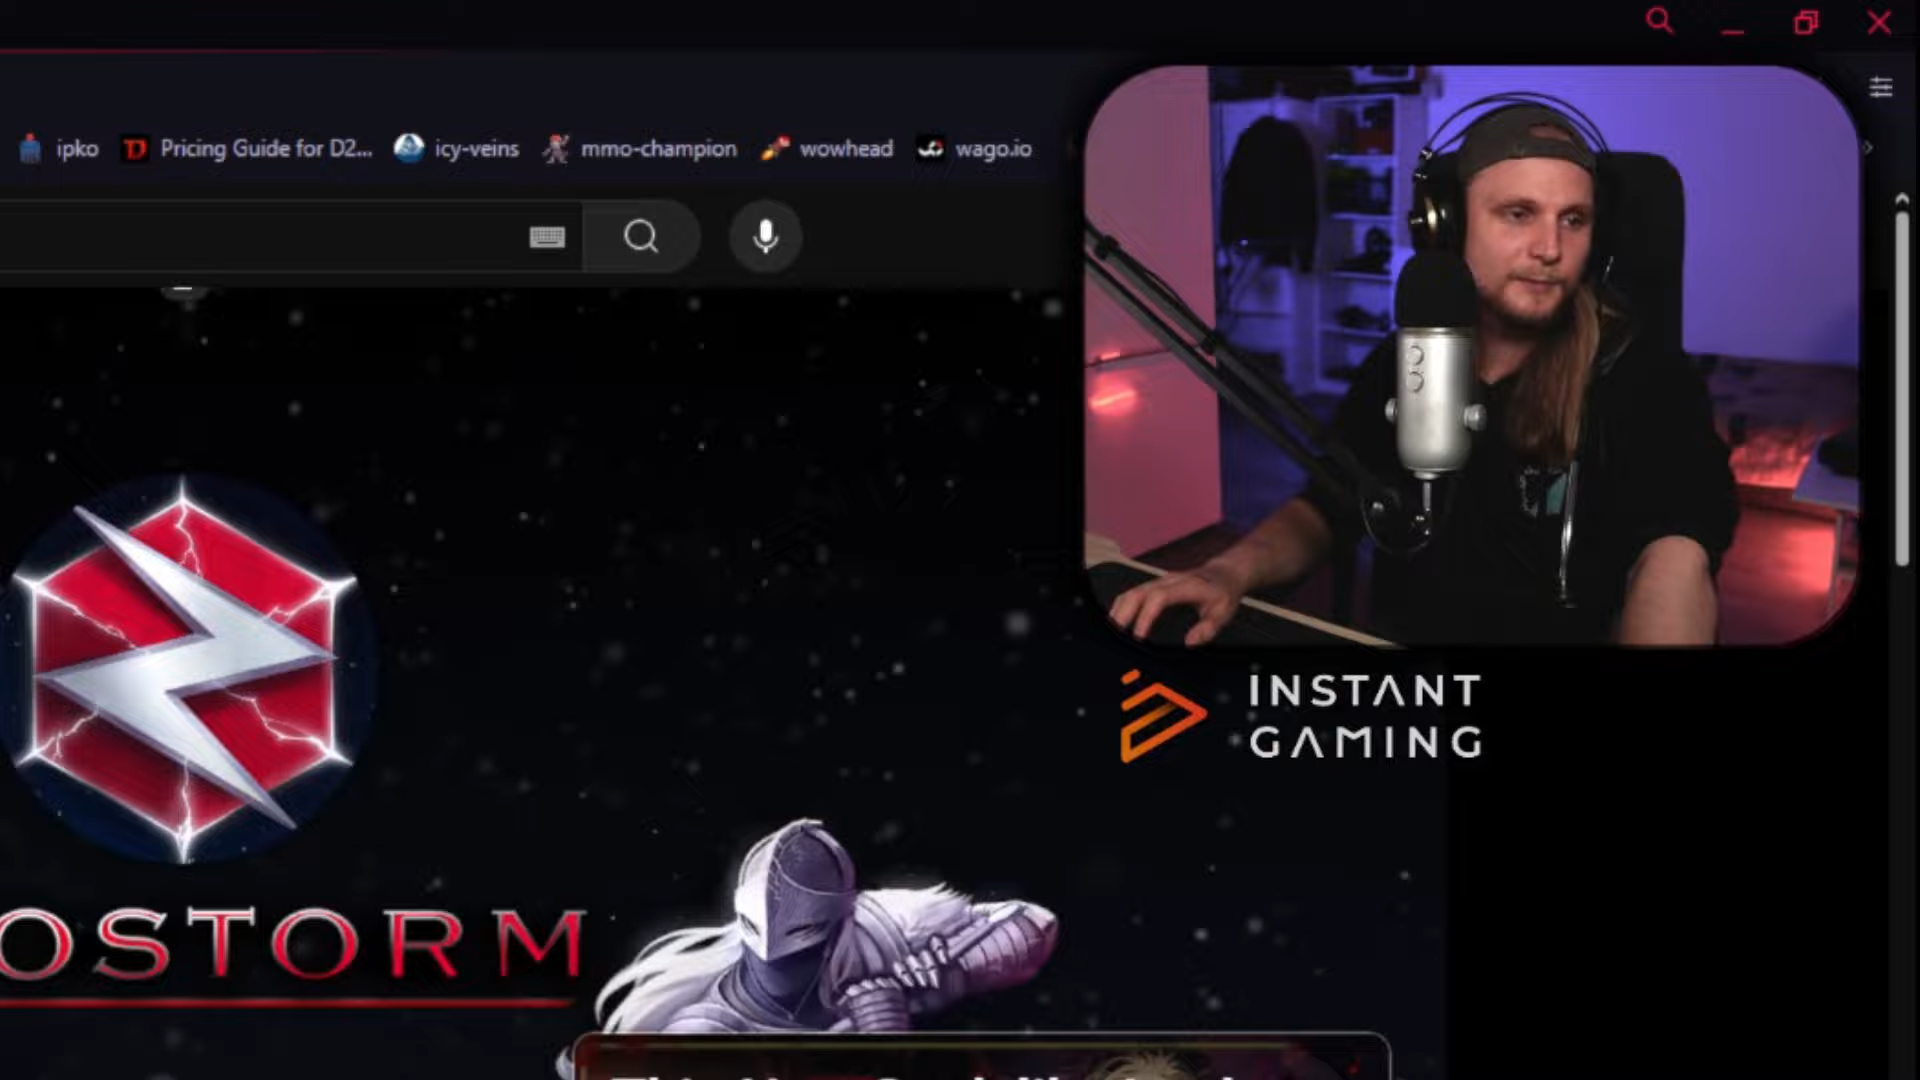 ipko Pricing Guide for D2... icy-veins mmo-champion wowhead wago.io
INSTANT
GAMING
OSTORM